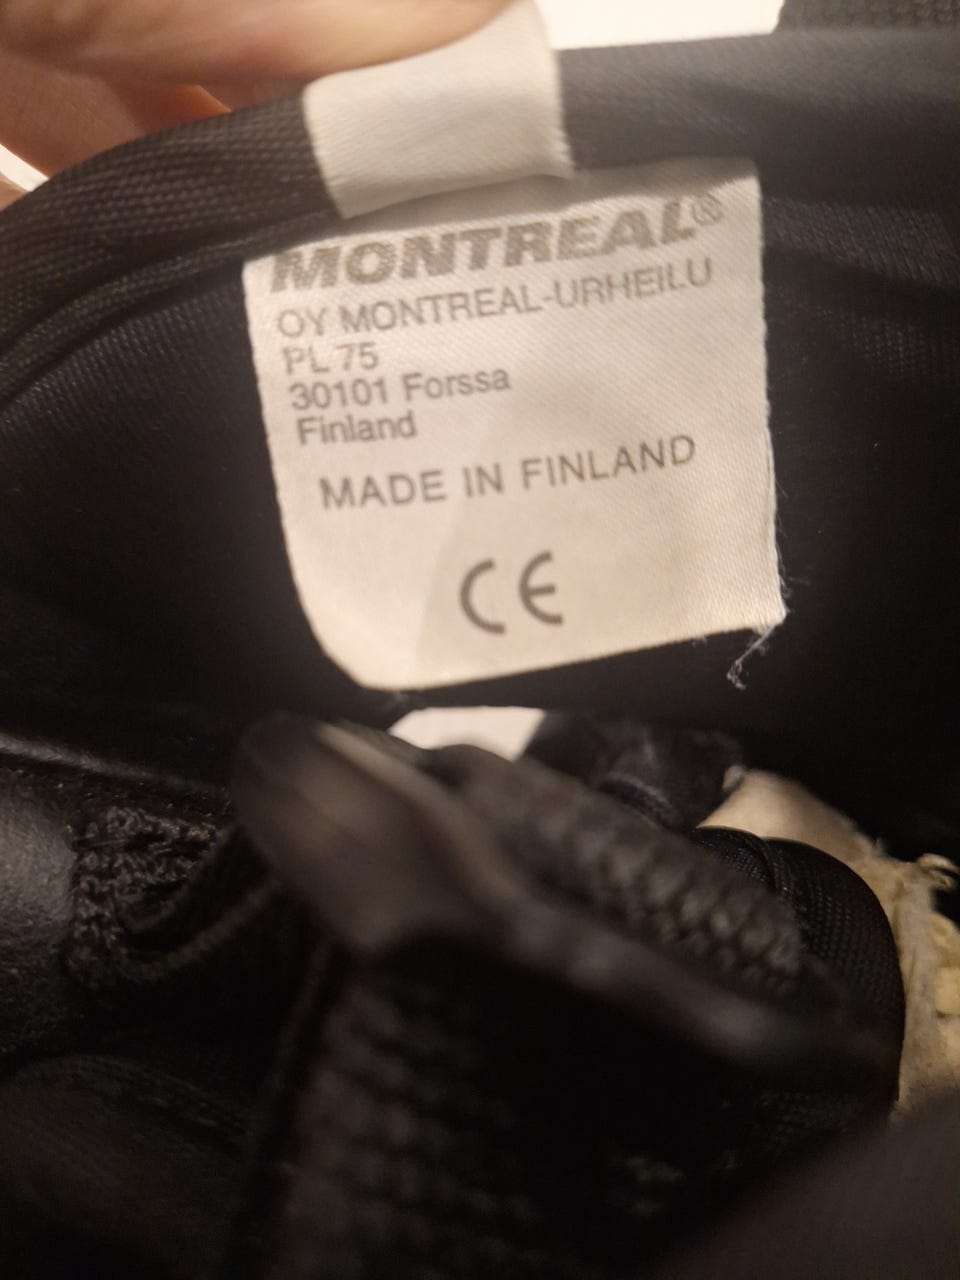 MONTREAL®
OY MONTREAL-URHEILU
PL 75
30101 Forssa
Finland
MADE IN FINLAND
CE